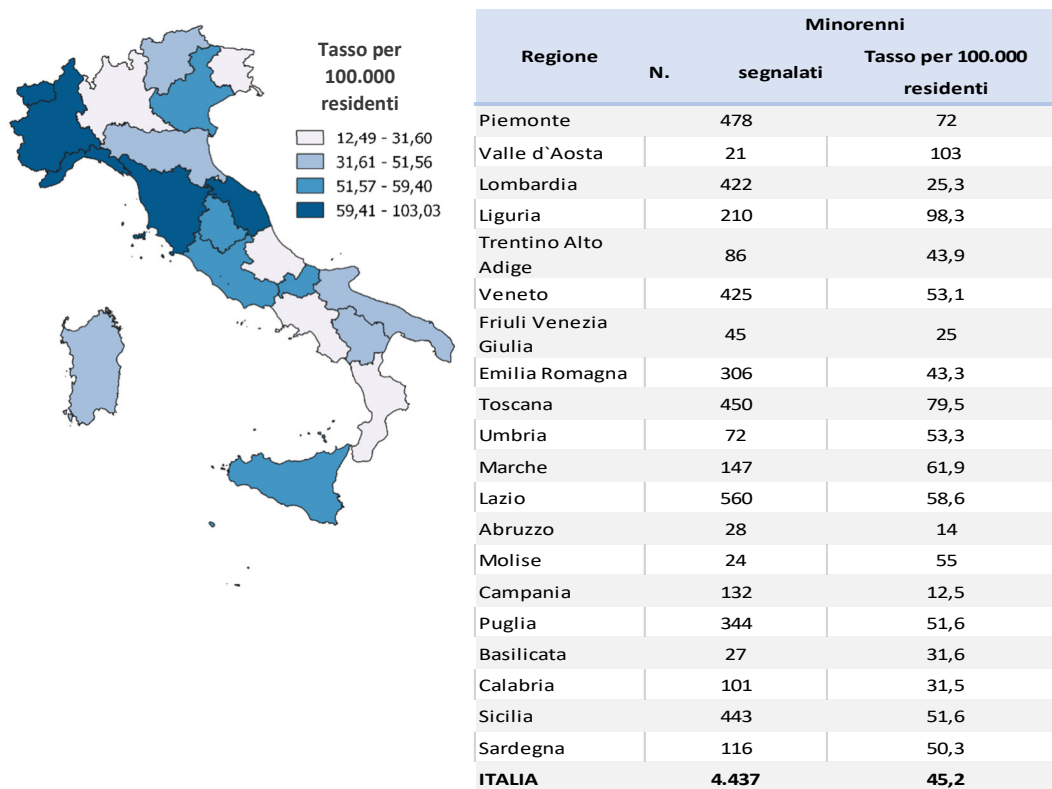 Tasso per
100.000
residenti
12,49 - 31,60
31,61 - 51,56
51,57 - 59,40
59,41 - 103,03
Minorenni
Regione N. segnalati Tasso per 100.000
residenti
Piemonte 478 72
Valle d`Aosta 21 103
Lombardia 422 25,3
Liguria 210 98,3
Trentino Alto
Adige 86 43,9
Veneto 425 53,1
Friuli Venezia
Giulia 45 25
Emilia Romagna 306 43,3
Toscana 450 79,5
Umbria 72 53,3
Marche 147 61,9
Lazio 560 58,6
Abruzzo 28 14
Molise 24 55
Campania 132 12,5
Puglia 344 51,6
Basilicata 27 31,6
Calabria 101 31,5
Sicilia 443 51,6
Sardegna 116 50,3
ITALIA 4.437 45,2